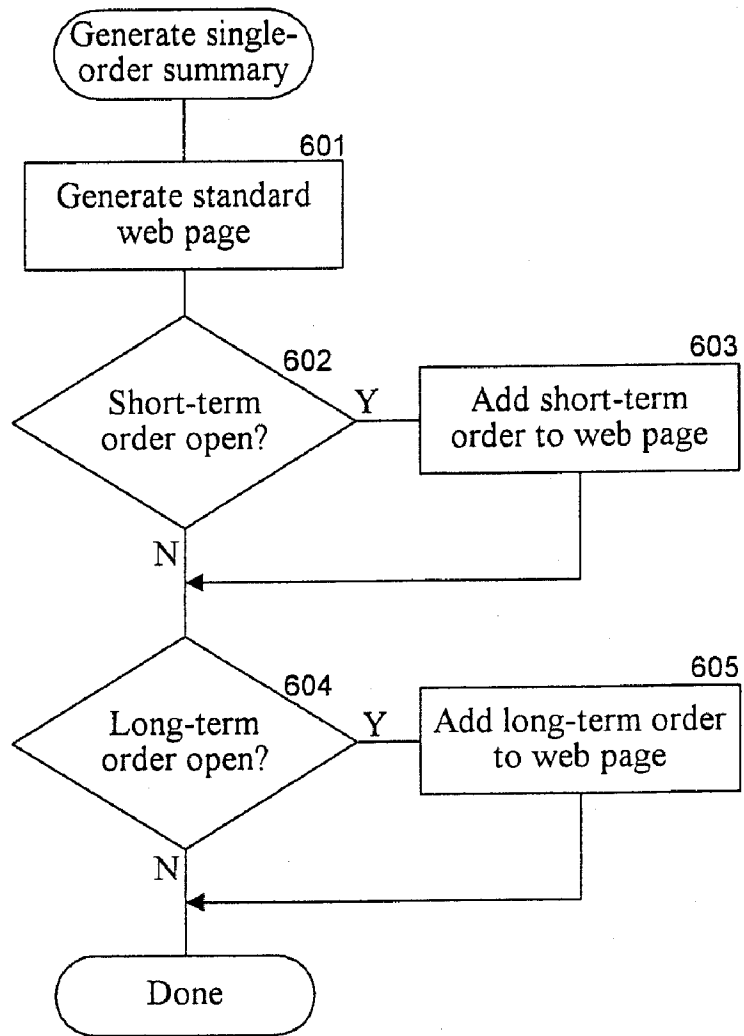 Generate single-
order summary
601
Generate standard
web page
602
Short-term
order open?
Y
603
Add short-term
order to web page
N
604
Long-term
order open?
Y
605
Add long-term order
to web page
N
Done